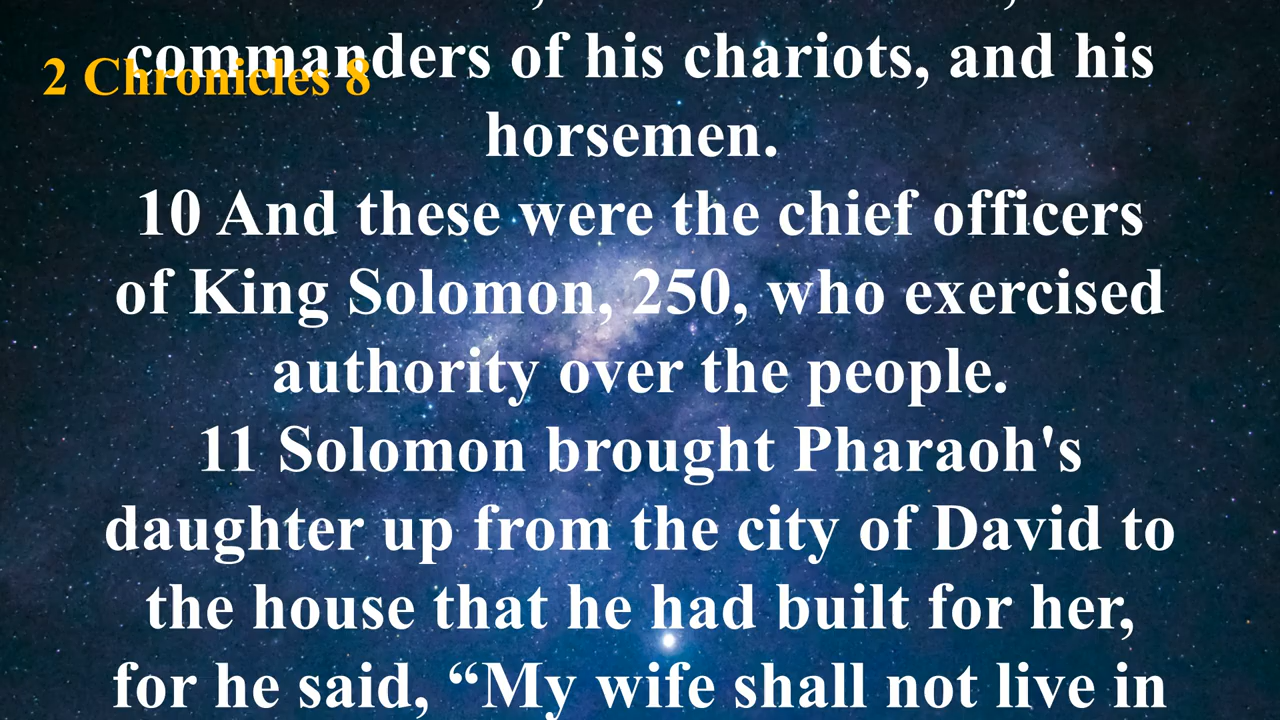 commanders of his chariots, and his
2 Chronicles 8
horsemen.
10 And these were the chief officers
of King Solomon, 250, who exercised
authority over the people.
11 Solomon brought Pharaoh's
daughter up from the city of David to
the house that he had built for her,
for he said, “My wife shall not live in